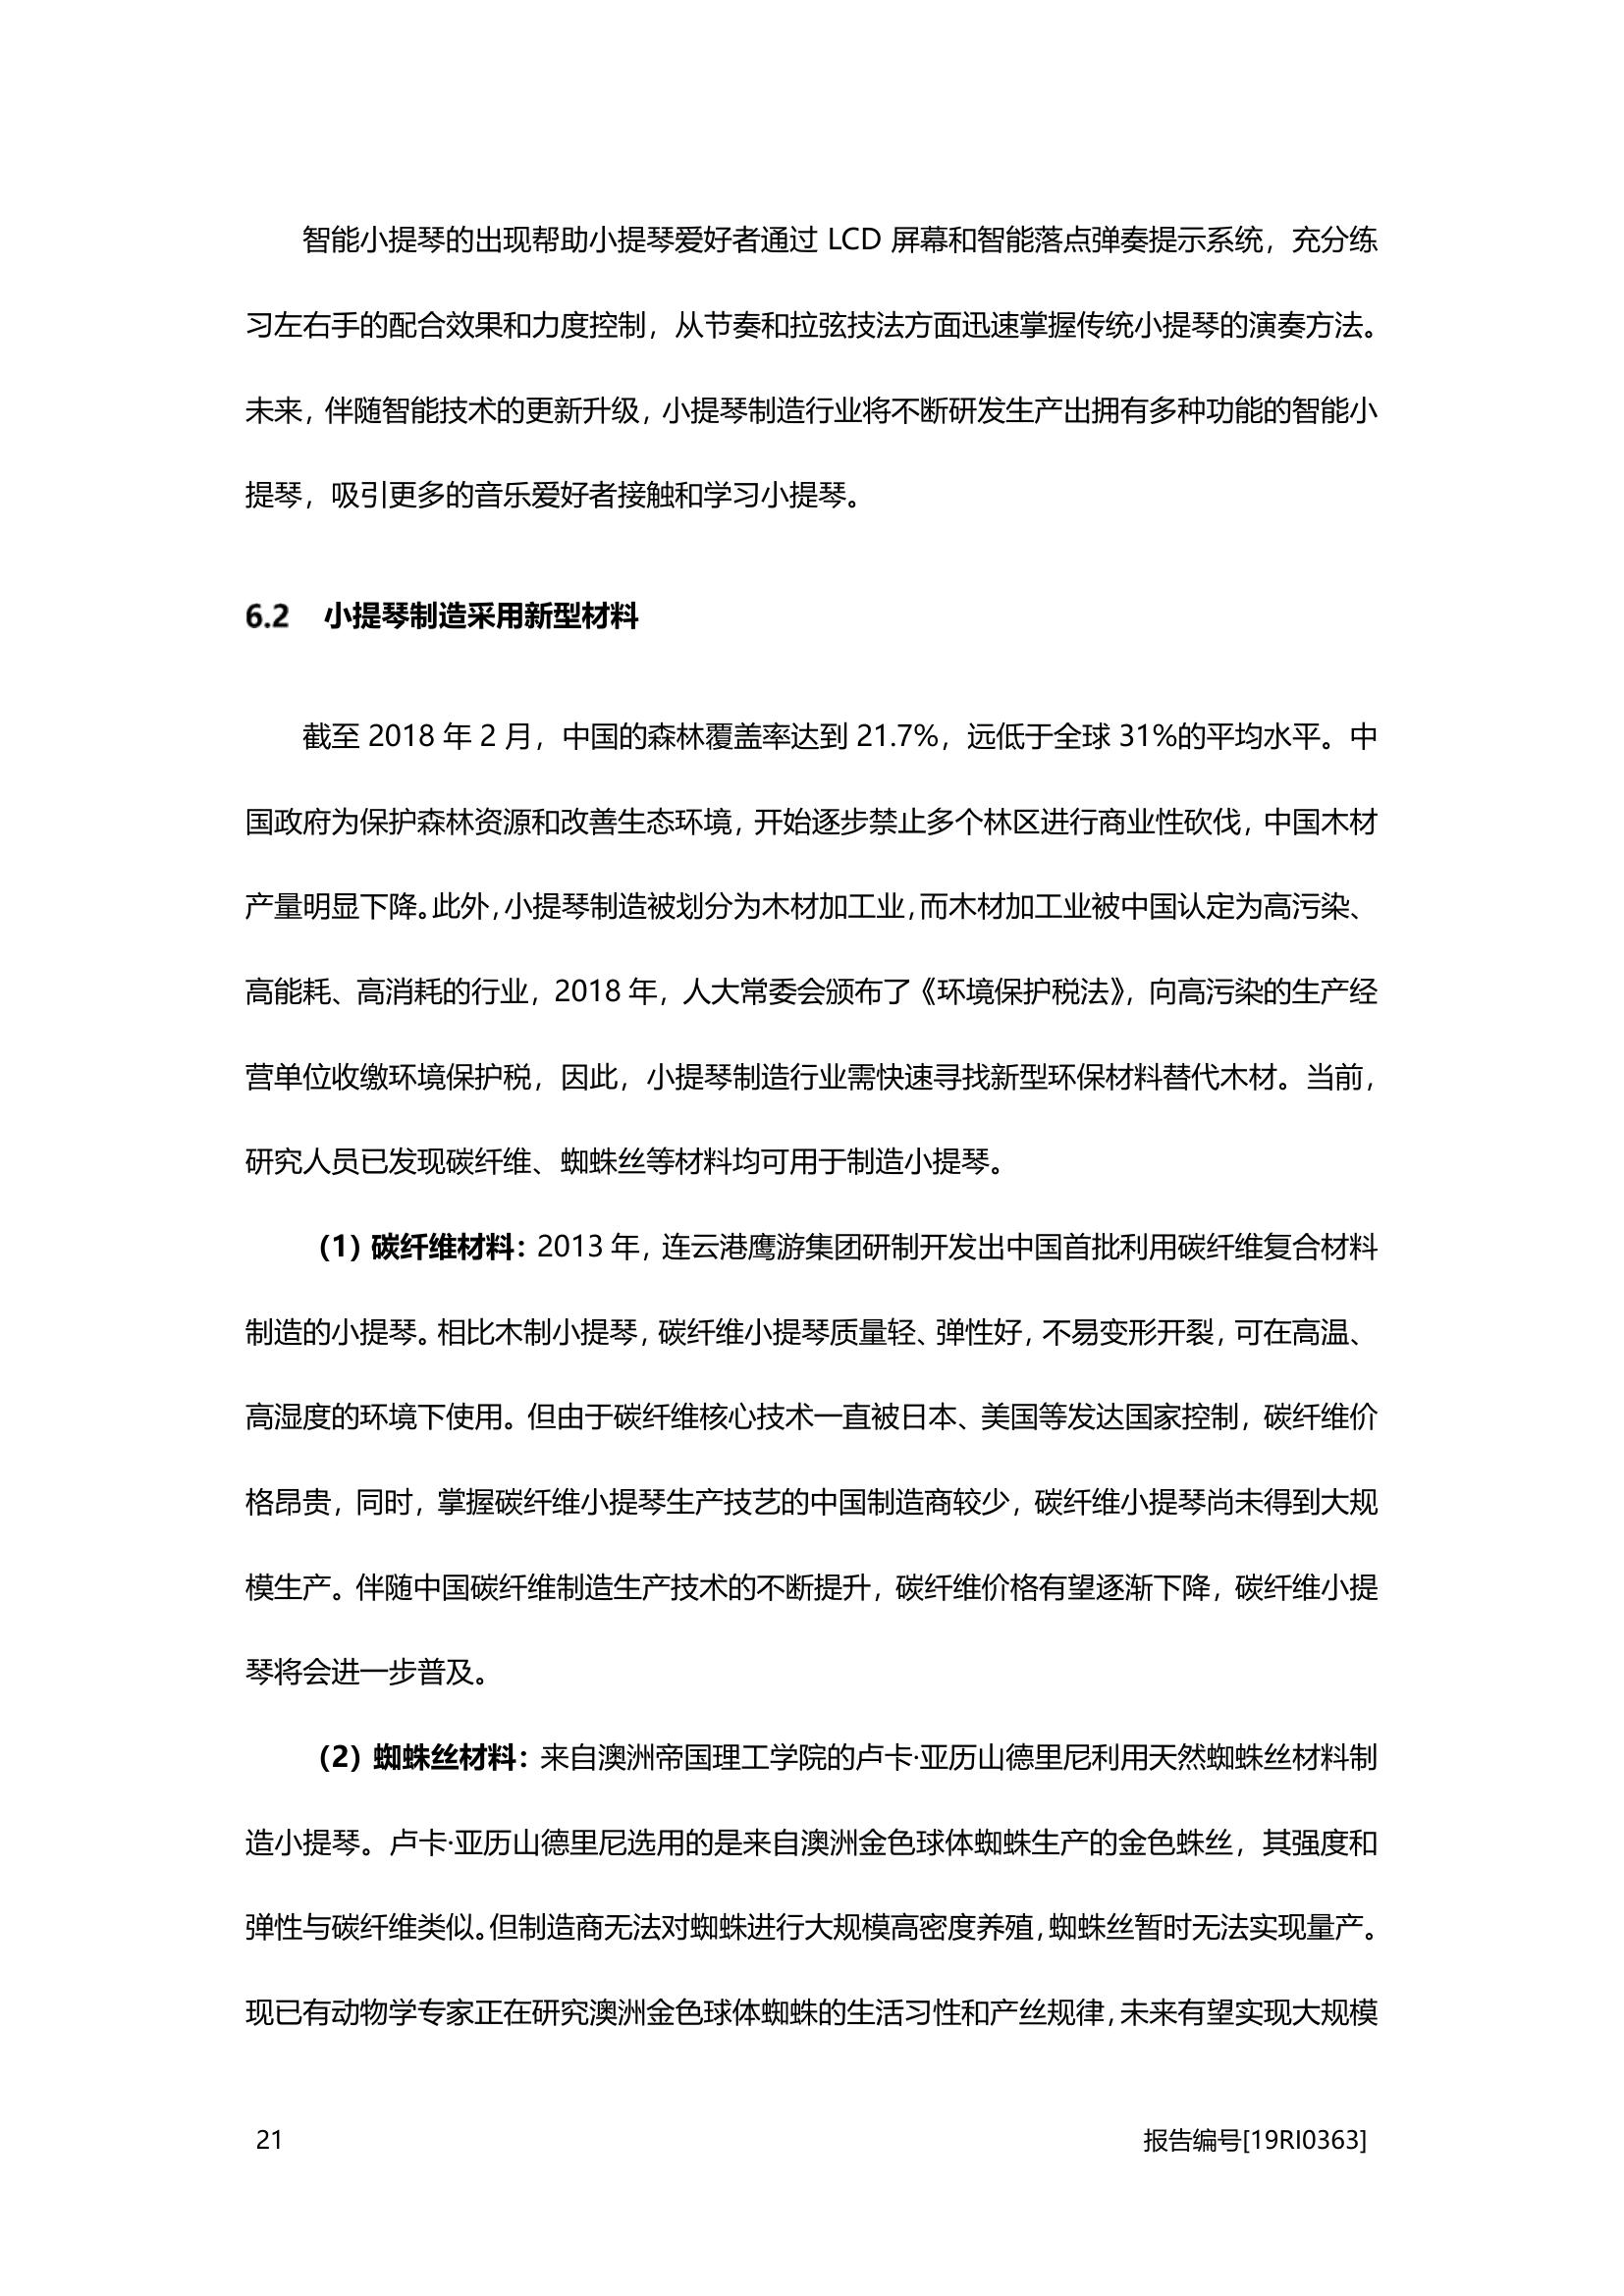 智能小提琴的出现帮助小提琴爱好者通过 LCD 屏幕和智能落点弹奏提示系统，充分练
习左右手的配合效果和力度控制，从节奏和拉弦技法方面迅速掌握传统小提琴的演奏方法。
未来，伴随智能技术的更新升级，小提琴制造行业将不断研发生产出拥有多种功能的智能小
提琴，吸引更多的音乐爱好者接触和学习小提琴。
6.2 小提琴制造采用新型材料
截至 2018 年 2 月，中国的森林覆盖率达到 21.7%，远低于全球 31%的平均水平。中
国政府为保护森林资源和改善生态环境，开始逐步禁止多个林区进行商业性砍伐，中国木材
产量明显下降。此外，小提琴制造被划分为木材加工业，而木材加工业被中国认定为高污染、
高能耗、高消耗的行业，2018 年，人大常委会颁布了《环境保护税法》，向高污染的生产经
营单位收缴环境保护税，因此，小提琴制造行业需快速寻找新型环保材料替代木材。当前，
研究人员已发现碳纤维、蜘蛛丝等材料均可用于制造小提琴。
（1）碳纤维材料：2013 年，连云港鹰游集团研制开发出中国首批利用碳纤维复合材料
制造的小提琴。相比木制小提琴，碳纤维小提琴质量轻、弹性好，不易变形开裂，可在高温、
高湿度的环境下使用。但由于碳纤维核心技术一直被日本、美国等发达国家控制，碳纤维价
格昂贵，同时，掌握碳纤维小提琴生产技艺的中国制造商较少，碳纤维小提琴尚未得到大规
模生产。伴随中国碳纤维制造生产技术的不断提升，碳纤维价格有望逐渐下降，碳纤维小提
琴将会进一步普及。
（2）蜘蛛丝材料：来自澳洲帝国理工学院的卢卡·亚历山德里尼利用天然蜘蛛丝材料制
造小提琴。卢卡·亚历山德里尼选用的是来自澳洲金色球体蜘蛛生产的金色蛛丝，其强度和
弹性与碳纤维类似。但制造商无法对蜘蛛进行大规模高密度养殖，蜘蛛丝暂时无法实现量产。
现已有动物学专家正在研究澳洲金色球体蜘蛛的生活习性和产丝规律，未来有望实现大规模
21 报告编号[19RI0363]